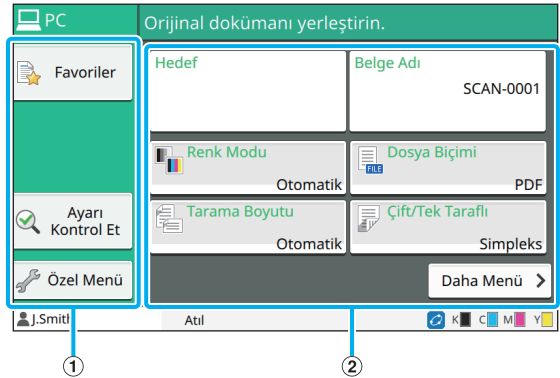 PC
Orijinal dokümanı yerleştirin.
Favoriler
Ayarı
Kontrol Et
Özel Menü
Hedef
Belge Adı
SCAN-0001
Renk Modu
Otomatik
Dosya Biçimi
FILE
PDF
Tarama Boyutu
Otomatik
Çift/Tek Taraflı
Simpleks
Daha Menü
J.Smith
Atıl
K C M Y
1
2